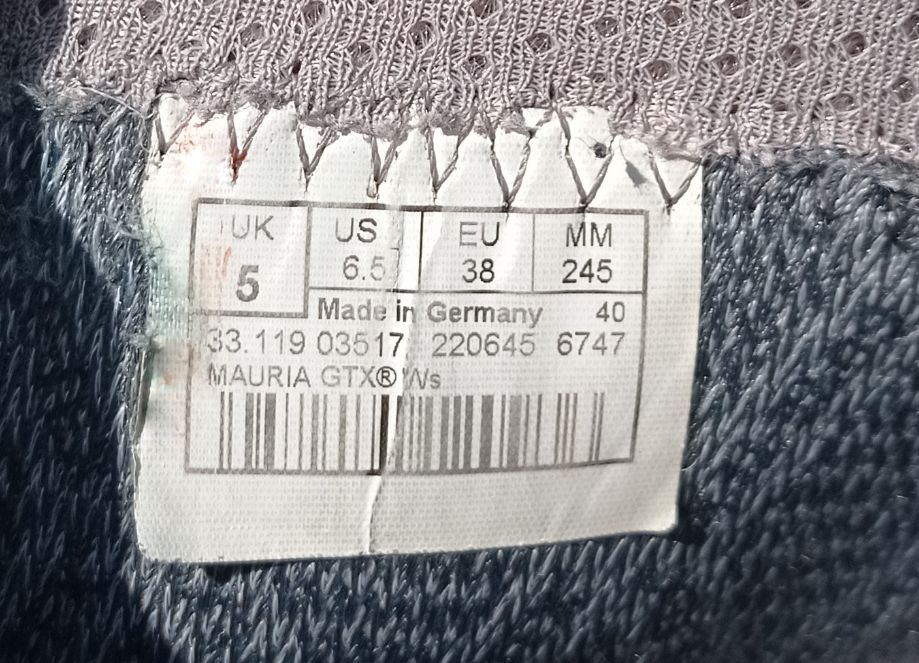 UK US EU MM
5 6.5 38 245
Made in Germany 40
33.119 03517 220645 6747
MAURIA GTX® Ws